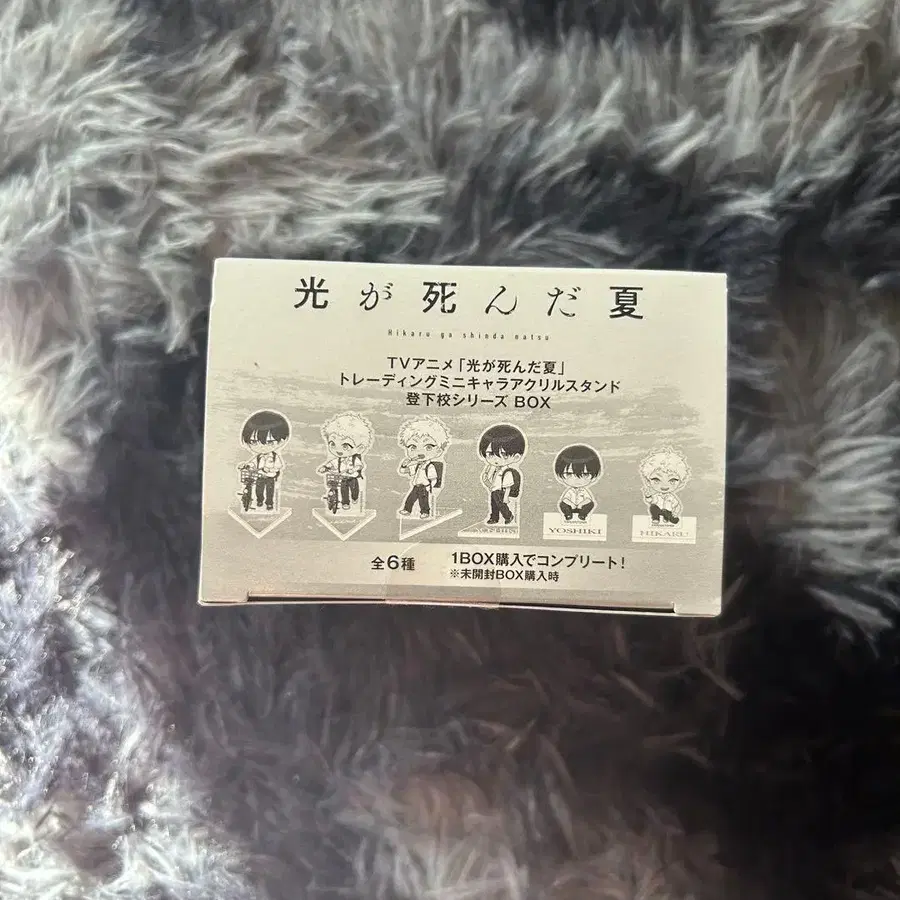 光が死んだ夏
Hikaru ga shinda natsu
TVアニメ「光が死んだ夏」
トレーディングミニキャラアクリルスタンド
登下校シリーズ BOX
YOSHIKI
HIKARU
全6種
1BOX購入でコンプリート!
※未開封BOX購入時